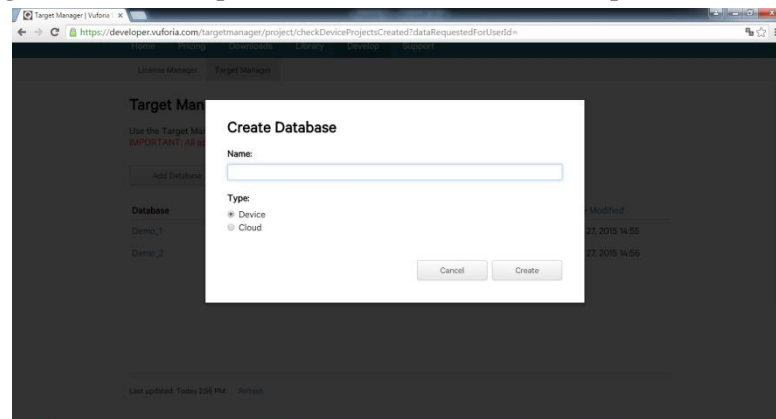 Target Manager | Vuforia
https://developer.vuforia.com/targetmanager/project/checkDeviceProjectsCreated?dataRequestedForUserId=
Home Pricing Downloads Library Develop Support
License Manager Target Manager
Target Man
Use the Target Ma
IMPORTANT: All
Add Database
Create Database
Name:
Type:
Device
Cloud
Cancel Create
Database Modified
Demo_1 27, 2015 14:55
Demo_2 27, 2015 14:56
Last updated: Today 2:56 PM Refresh